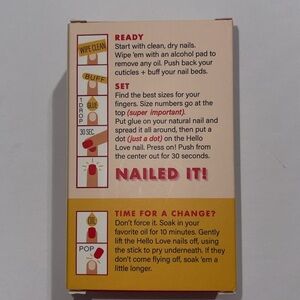 READY
Start with clean, dry nails.
Wipe 'em with an alcohol pad to
remove any oil. Push back your
cuticles + buff your nail beds.
SET
Find the best sizes for your
fingers. Size numbers go at the
top (super important).
Put glue on your natural nail and
spread it all around, then put a
dot (just a dot) on the Hello
Love nail. Press on! Push from
the center out for 30 seconds.
NAILED IT!
TIME FOR A CHANGE?
Don't force it. Soak in your
favorite oil for 10 minutes. Gently
lift the Hello Love nails off, using
the stick to pry underneath. If they
don't come flying off, soak 'em a
little longer.
WIPE CLEAN
BUFF
1 DROP
GLUE
30 SEC
OIL
POP